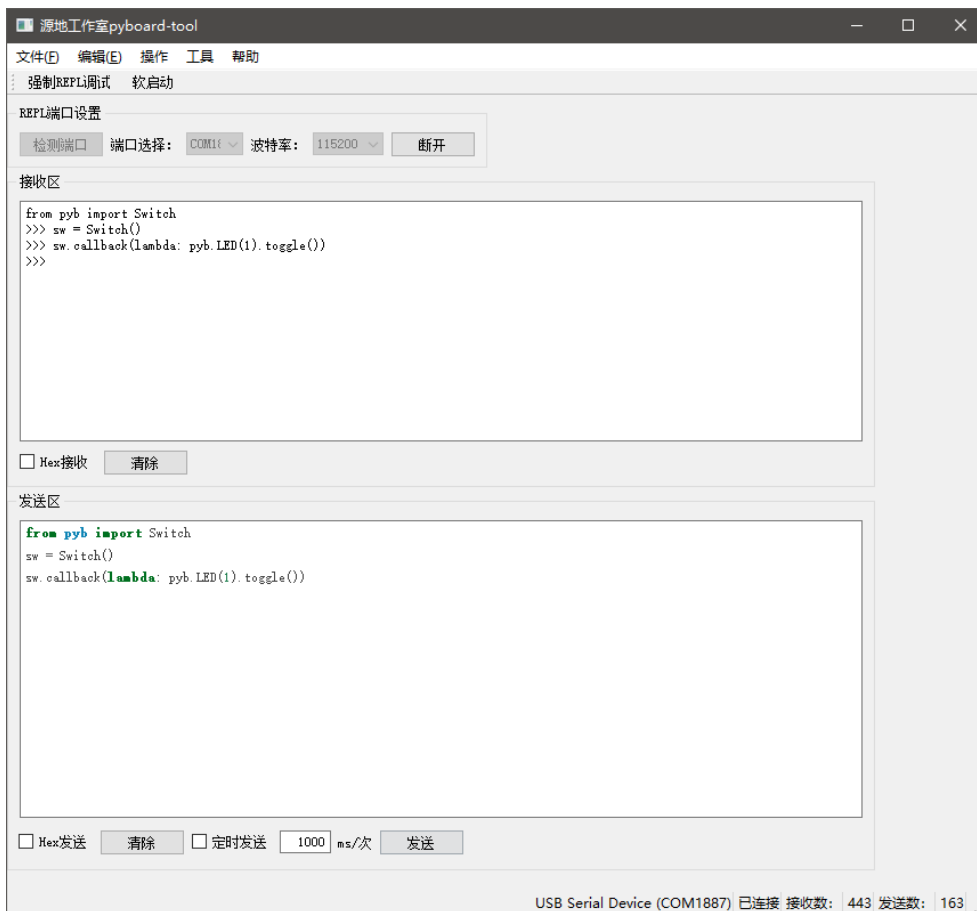 源地工作室pyboard-tool
文件(F) 编辑(E) 操作 工具 帮助
强制REPL调试 软启动
REPL端口设置
检测端口 端口选择： COM18 波特率： 115200 断开
接收区
from pyb import Switch
>>> sw = Switch()
>>> sw.callback(lambda: pyb.LED(1).toggle())
>>>
Hex接收 清除
发送区
from pyb import Switch
sw = Switch()
sw.callback(lambda: pyb.LED(1).toggle())
Hex发送 清除 定时发送 1000 ms/次 发送
USB Serial Device (COM1887) 已连接 接收数： 443 发送数： 163